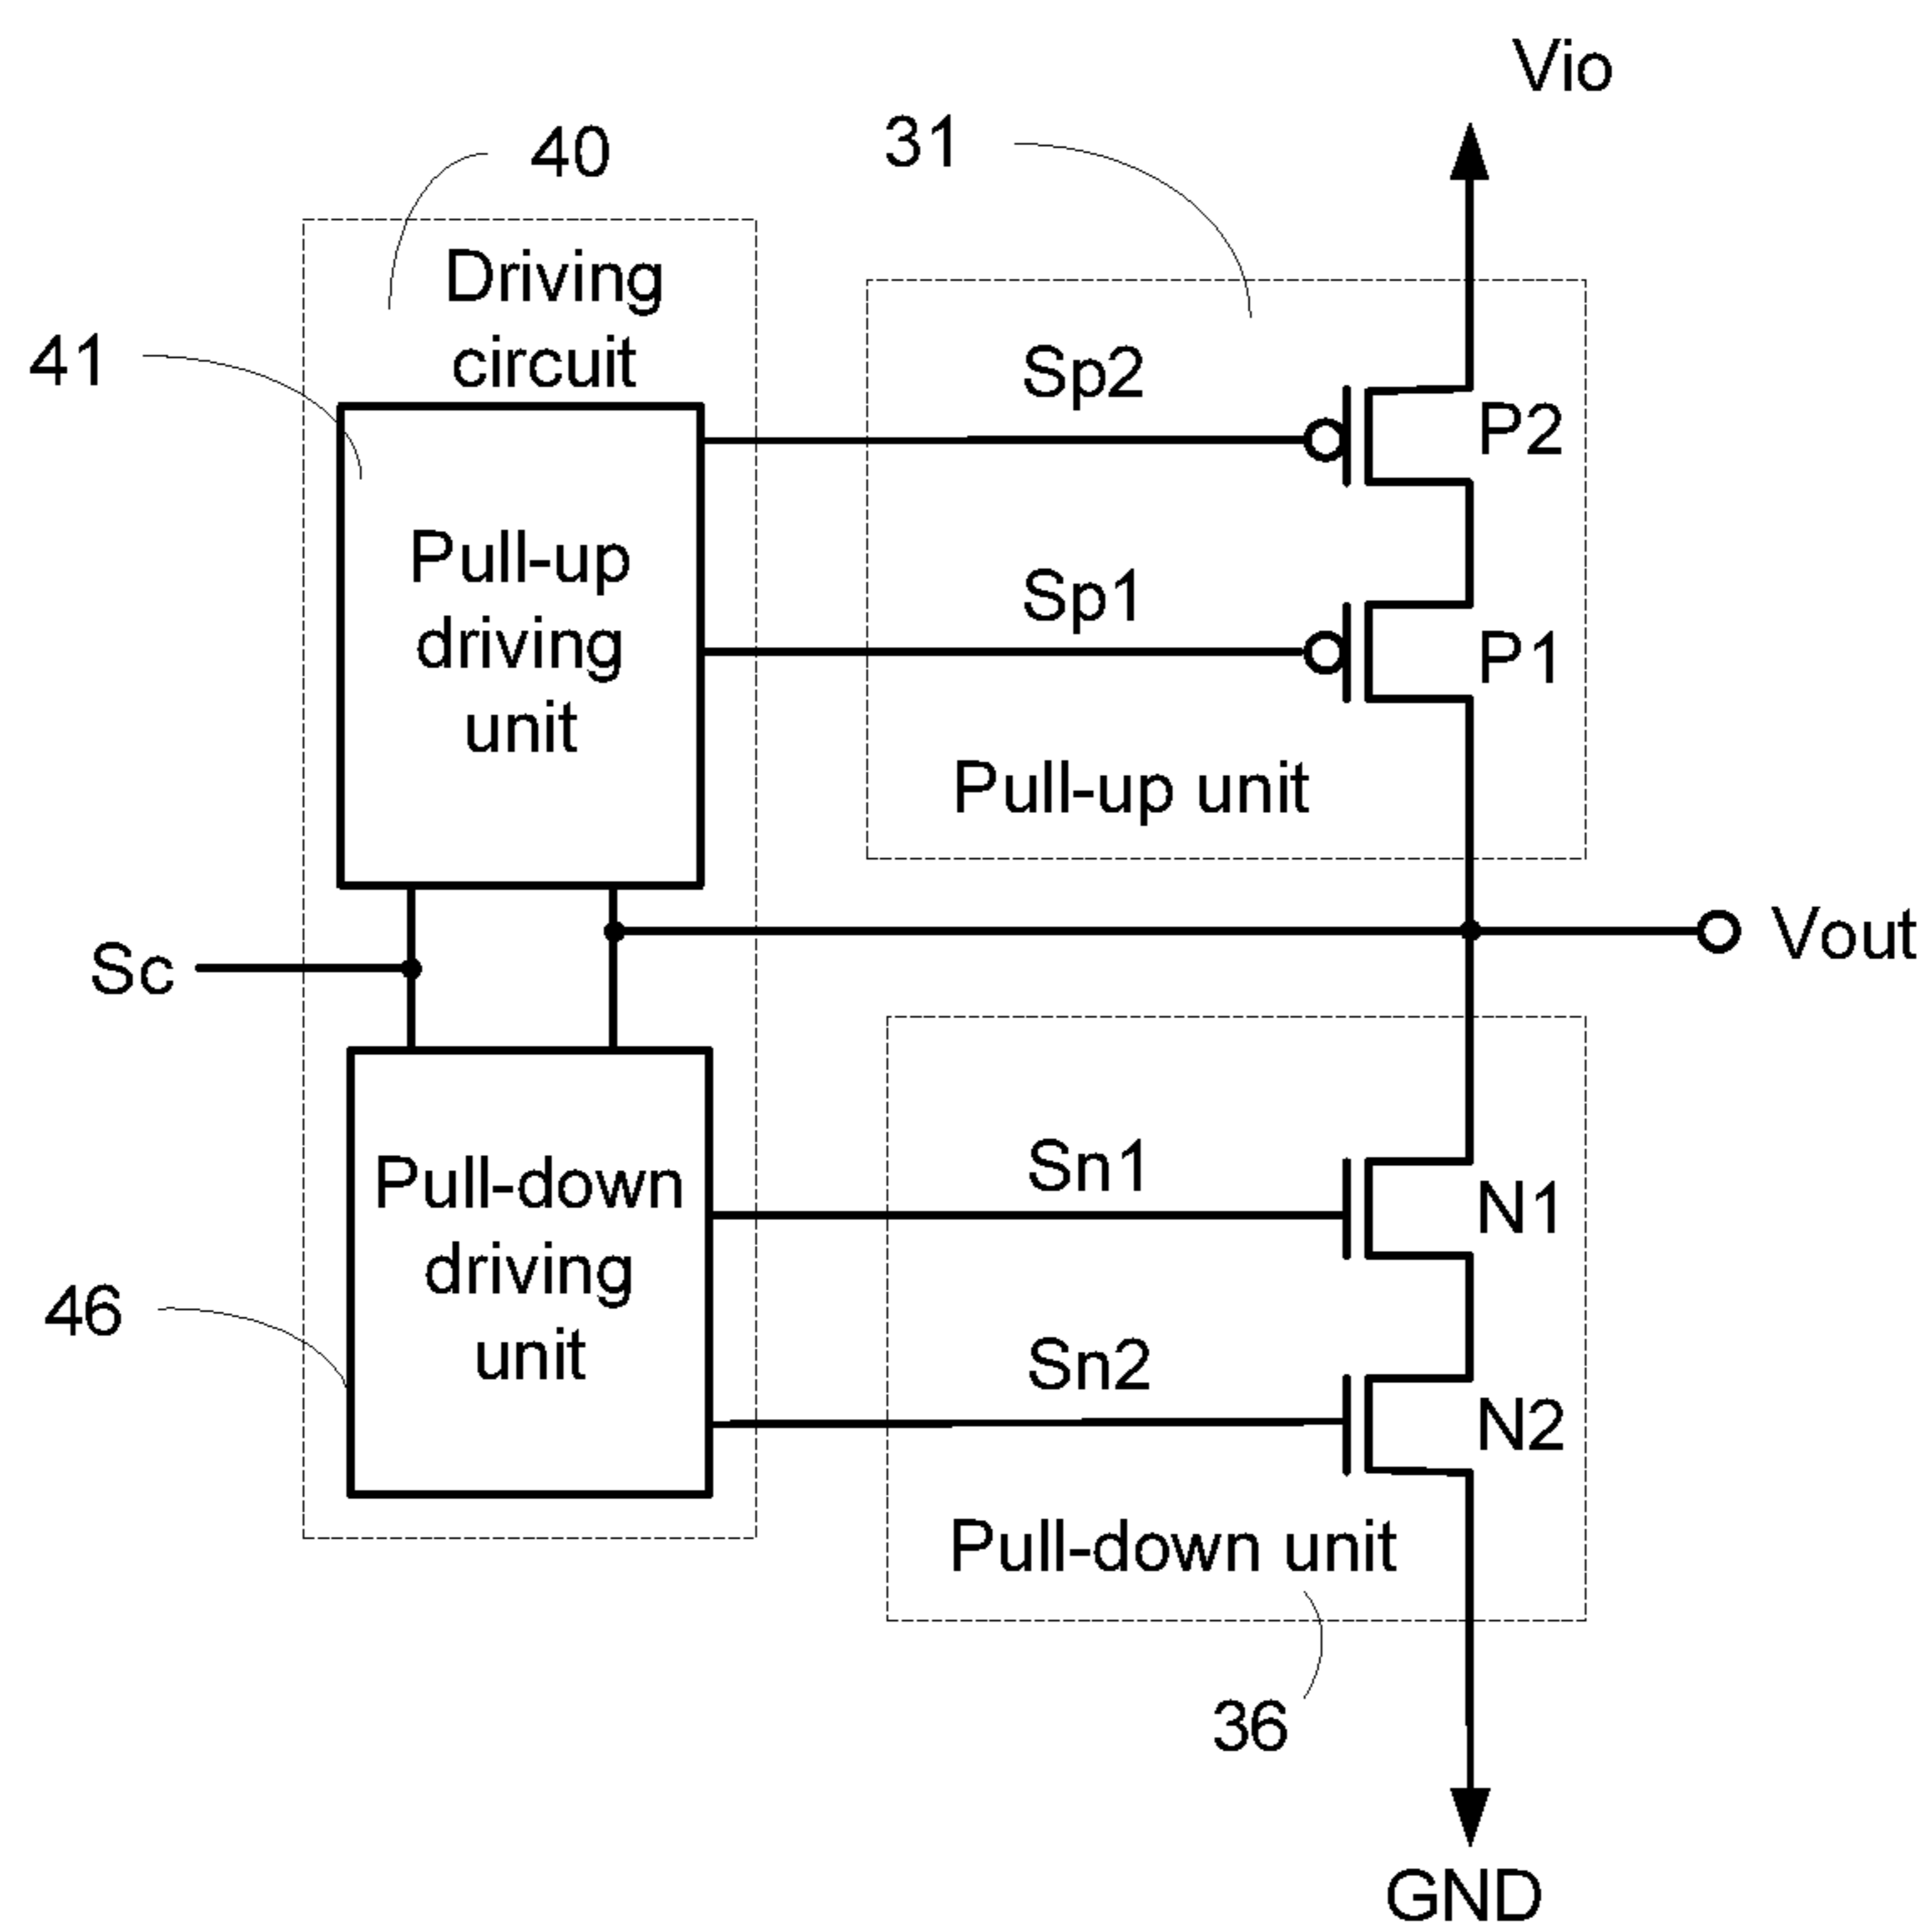 Vio
40
31
Driving
circuit
41
Sp2
P2
Pull-up
driving
unit
Sp1
P1
Pull-up unit
Sc
Vout
Pull-down
driving
unit
Sn1
N1
46
Sn2
N2
Pull-down unit
36
GND